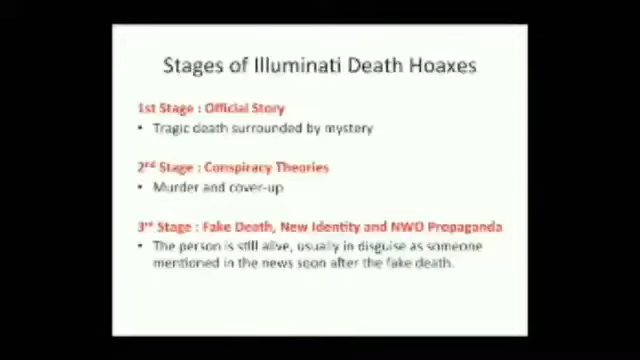 Stages of Illuminati Death Hoaxes
1st Stage : Official Story
• Tragic death surrounded by mystery
2nd Stage : Conspiracy Theories
• Murder and cover-up
3rd Stage : Fake Death, New Identity and NWO Propaganda
• The person is still alive, usually in disguise as someone
mentioned in the news soon after the fake death.